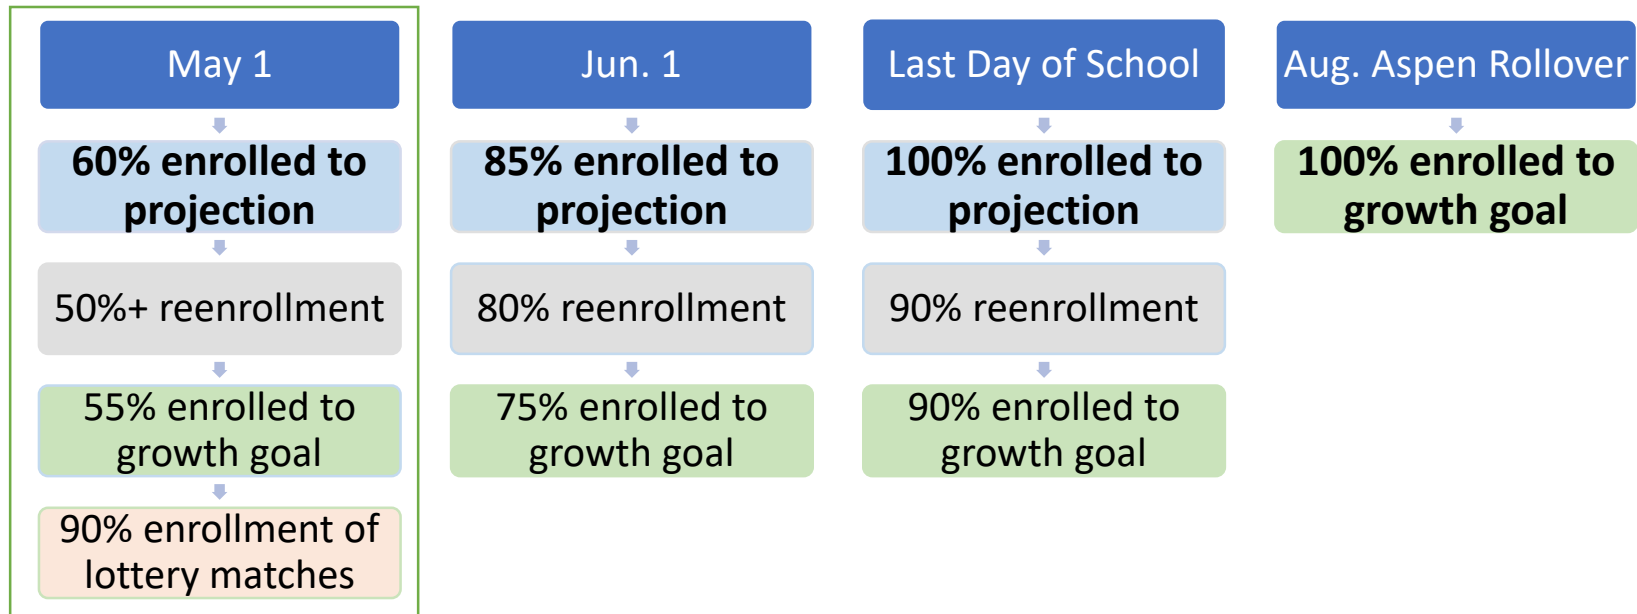 May 1
60% enrolled to
projection
50%+ reenrollment
55% enrolled to
growth goal
90% enrollment of
lottery matches
Jun. 1
85% enrolled to
projection
80% reenrollment
75% enrolled to
growth goal
Last Day of School
100% enrolled to
projection
90% reenrollment
90% enrolled to
growth goal
Aug. Aspen Rollover
100% enrolled to
growth goal